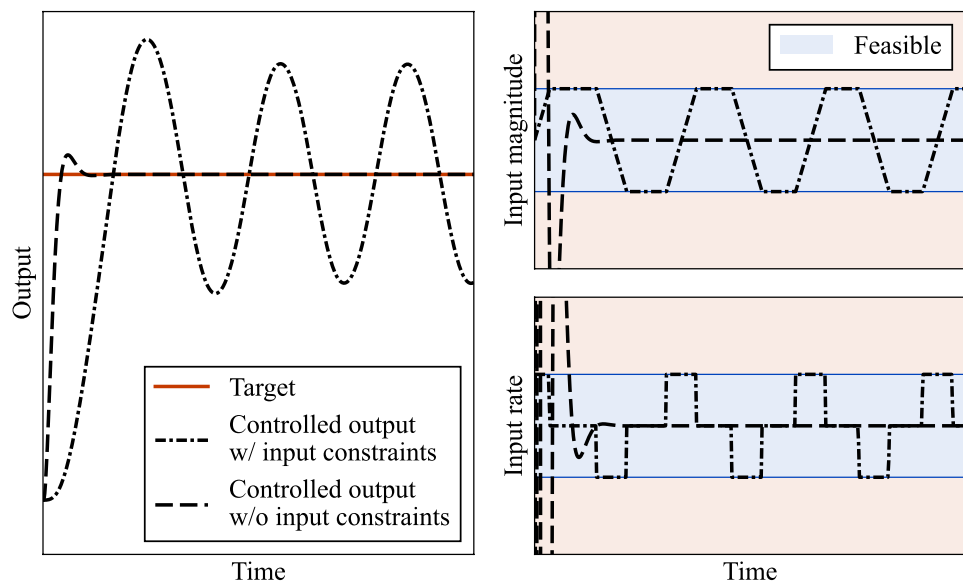 Output
Target
Controlled output
w/ input constraints
Controlled output
w/o input constraints
Time
Input magnitude
Feasible
Input rate
Time